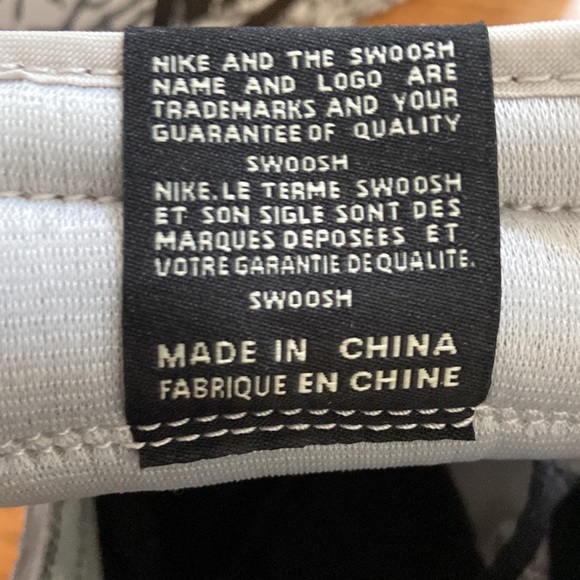 NIKE AND THE SWOOSH
NAME AND LOGO ARE
TRADEMARKS AND YOUR
GUARANTEE OF QUALITY
SWOOSH
NIKE.LE TERME SWOOSH
ET SON SIGLE SONT DES
MARQUES DEPOSEES ET
VOTRE GARANTIE DE QUALITE.
SWOOSH
MADE IN CHINA
FABRIQUE EN CHINE